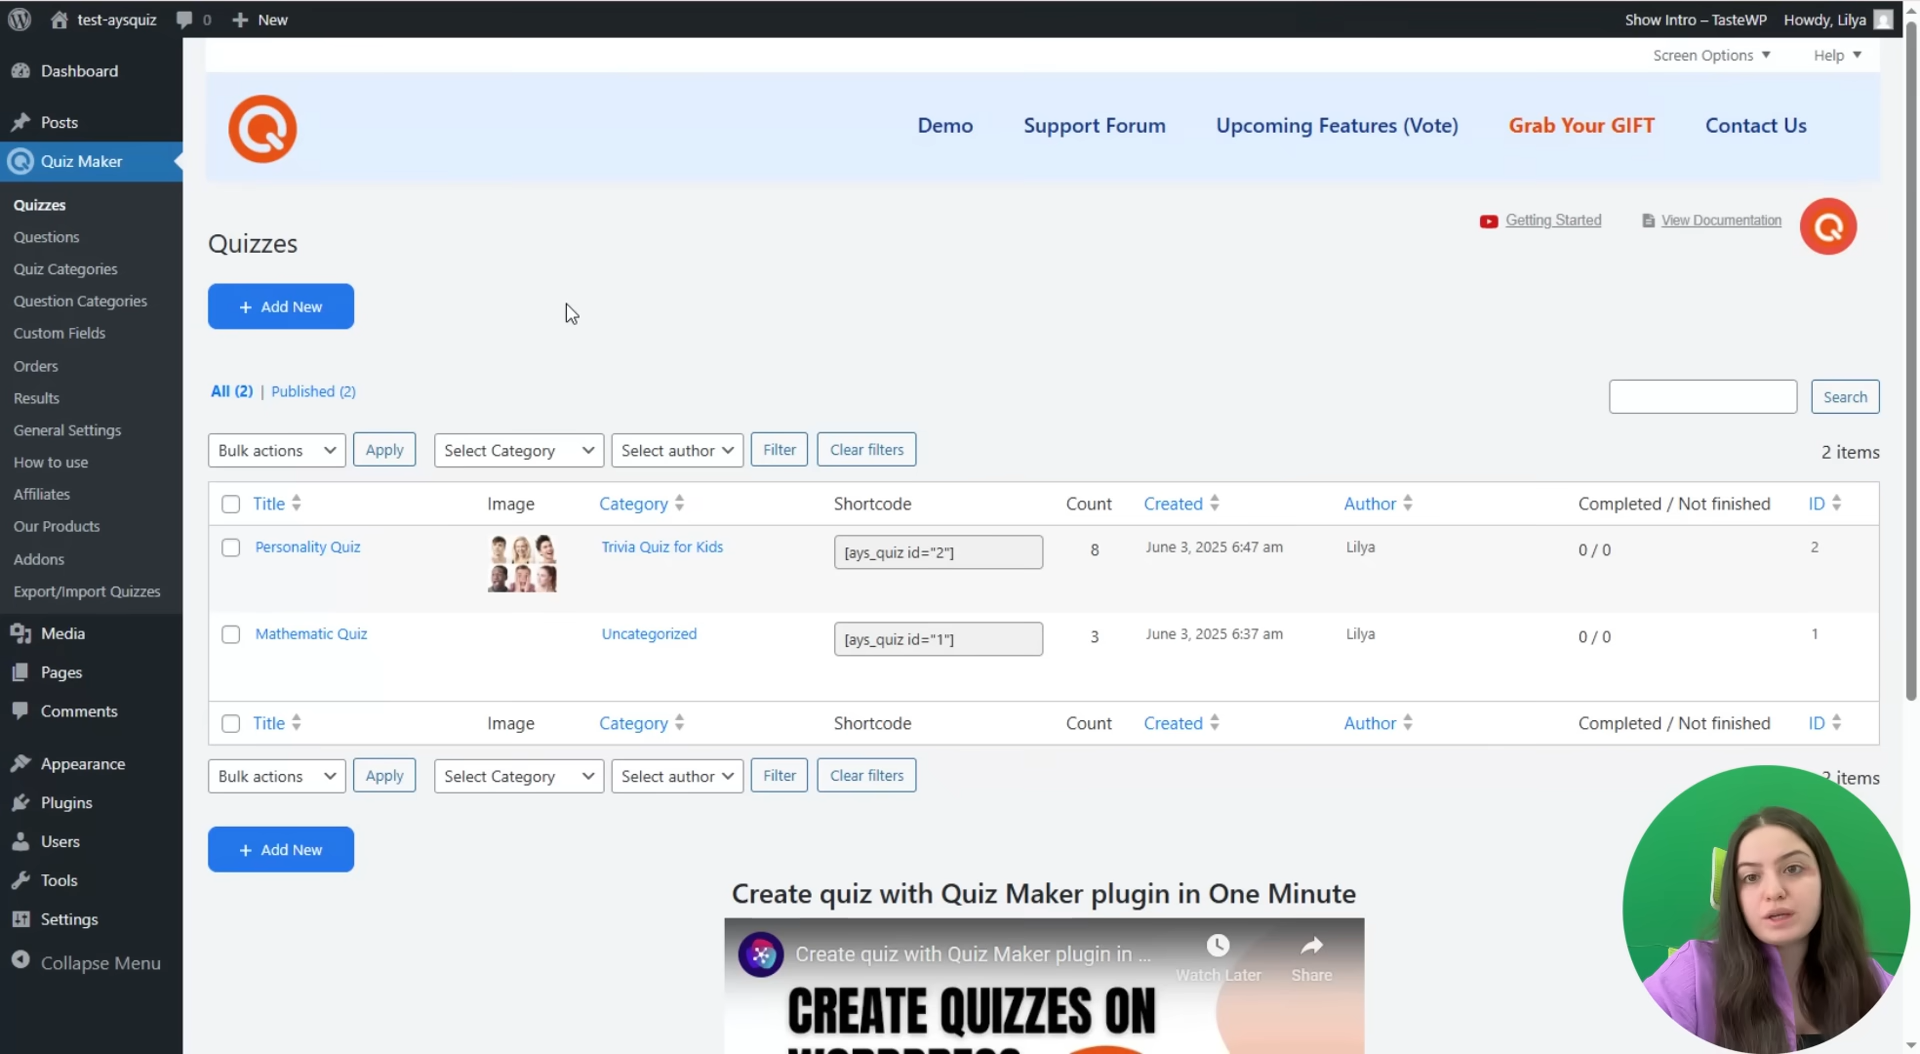 test-aysquiz 0 New Show Intro – TasteWP Howdy, Lilya
Screen Options Help
Dashboard
Posts
Quiz Maker
Quizzes
Questions
Quiz Categories
Question Categories
Custom Fields
Orders
Results
General Settings
How to use
Affiliates
Our Products
Addons
Export/Import Quizzes
Media
Pages
Comments
Appearance
Plugins
Users
Tools
Settings
Collapse Menu
Demo Support Forum Upcoming Features (Vote) Grab Your GIFT Contact Us
Getting Started View Documentation
Quizzes
+ Add New
All (2) | Published (2)
Search
Bulk actions Apply Select Category Select author Filter Clear filters 2 items
Title Image Category Shortcode Count Created Author Completed / Not finished ID
Personality Quiz Trivia Quiz for Kids [ays_quiz id="2"] 8 June 3, 2025 6:47 am Lilya 0 / 0 2
Mathematic Quiz Uncategorized [ays_quiz id="1"] 3 June 3, 2025 6:37 am Lilya 0 / 0 1
Title Image Category Shortcode Count Created Author Completed / Not finished ID
Bulk actions Apply Select Category Select author Filter Clear filters 2 items
+ Add New
Create quiz with Quiz Maker plugin in One Minute
Create quiz with Quiz Maker plugin in ...
Watch Later Share
CREATE QUIZZES ON
WORDPRESS